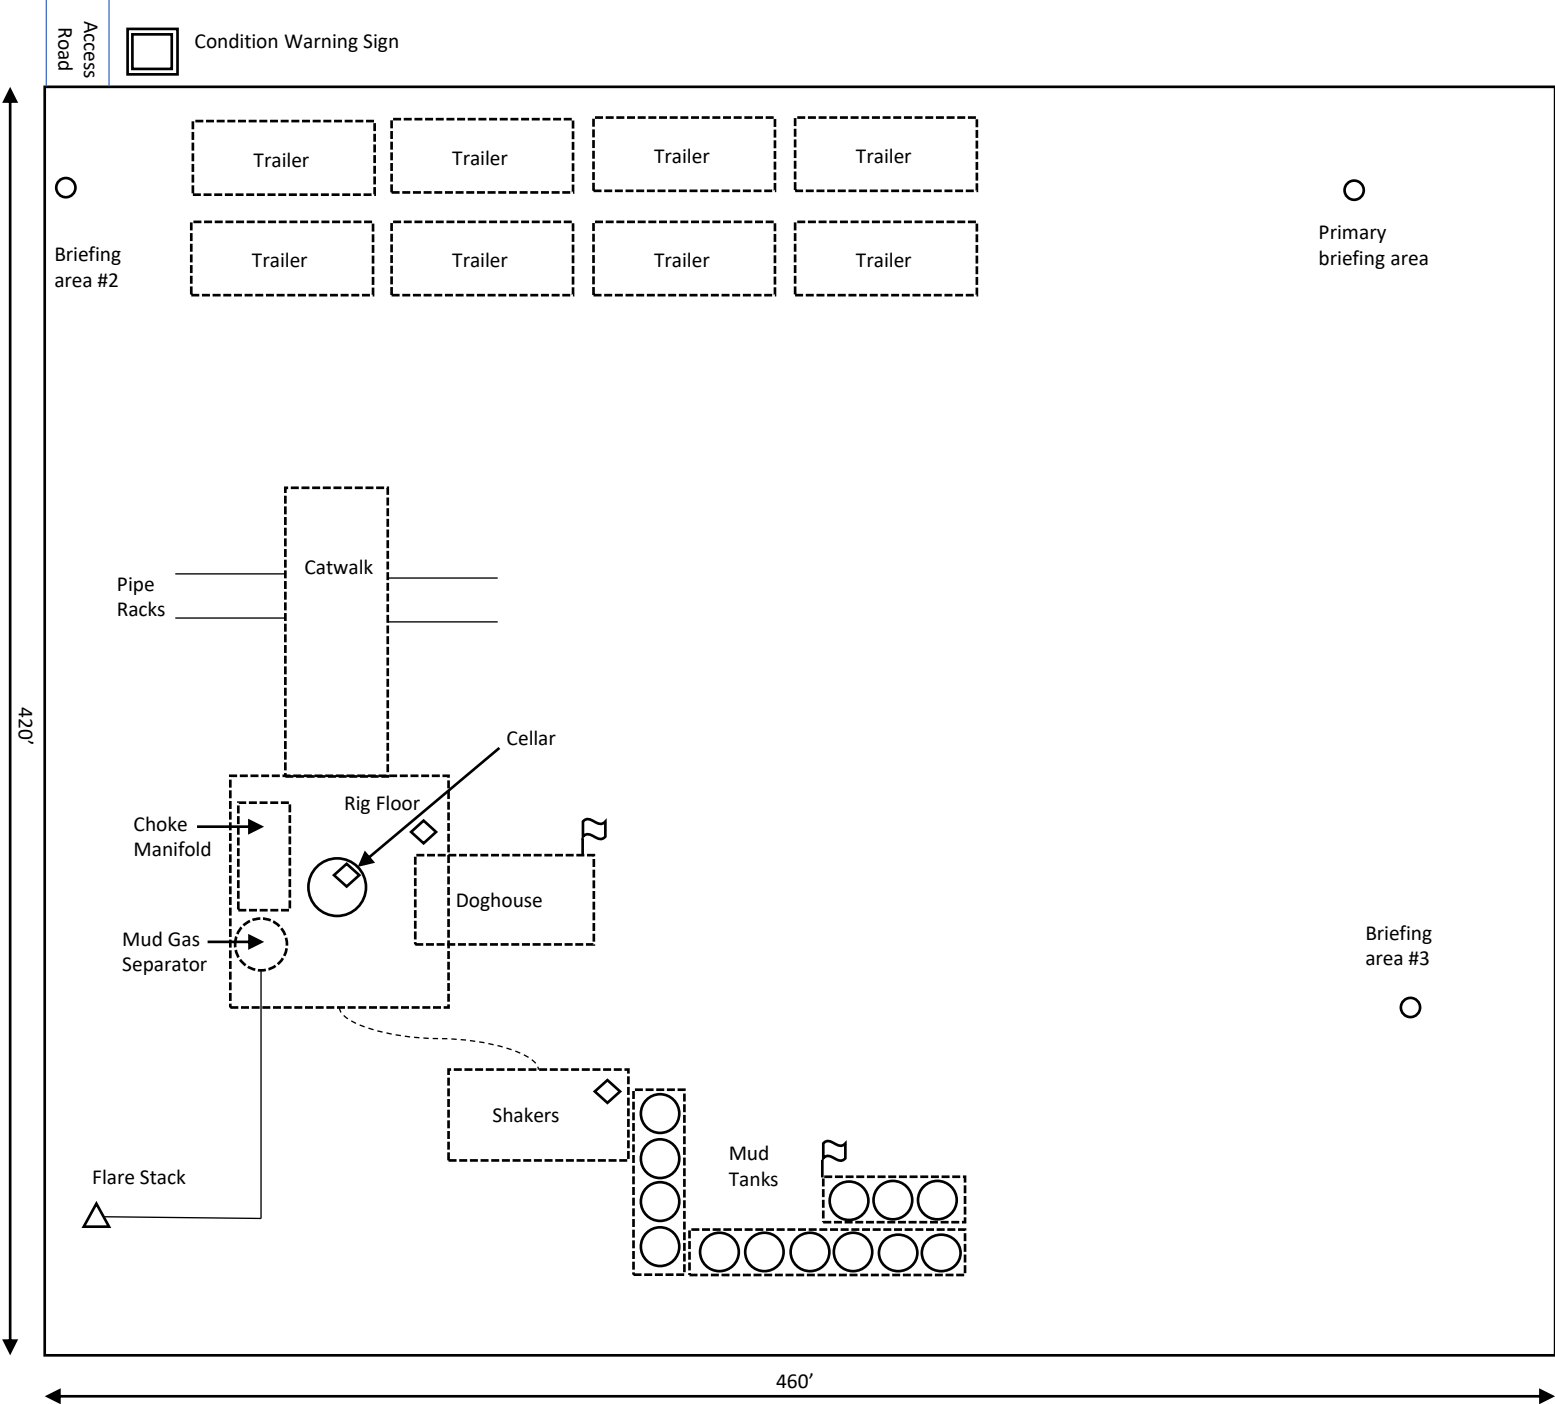 Access
Road
Condition Warning Sign
Trailer
Trailer
Trailer
Trailer
Briefing
area #2
Trailer
Trailer
Trailer
Trailer
Primary
briefing area
Catwalk
Pipe
Racks
420’
Cellar
Rig Floor
Choke
Manifold
Doghouse
Mud Gas
Separator
Briefing
area #3
Shakers
Mud
Tanks
Flare Stack
460’